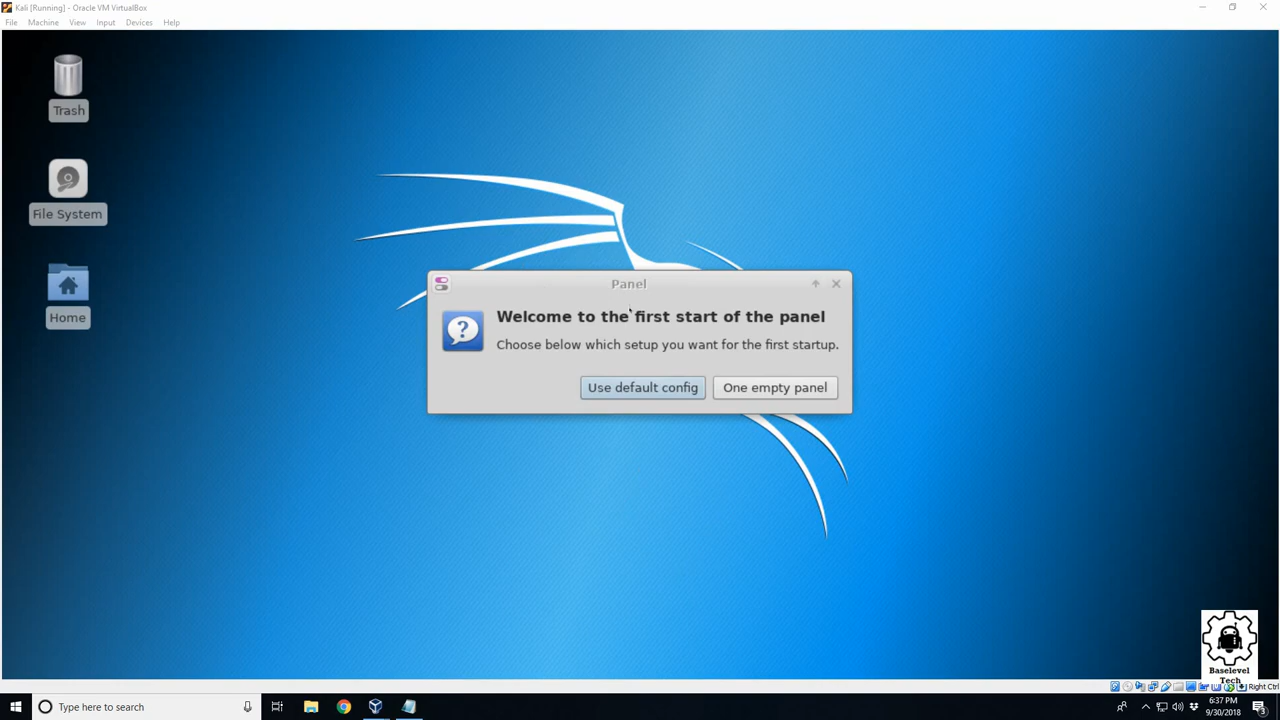 Kali [Running] - Oracle VM VirtualBox
File Machine View Input Devices Help
Trash
File System
Home
Panel
Welcome to the first start of the panel
Choose below which setup you want for the first startup.
Use default config
One empty panel
Baselevel
Tech
Right Ctrl
Type here to search
6:37 PM
9/30/2018
3